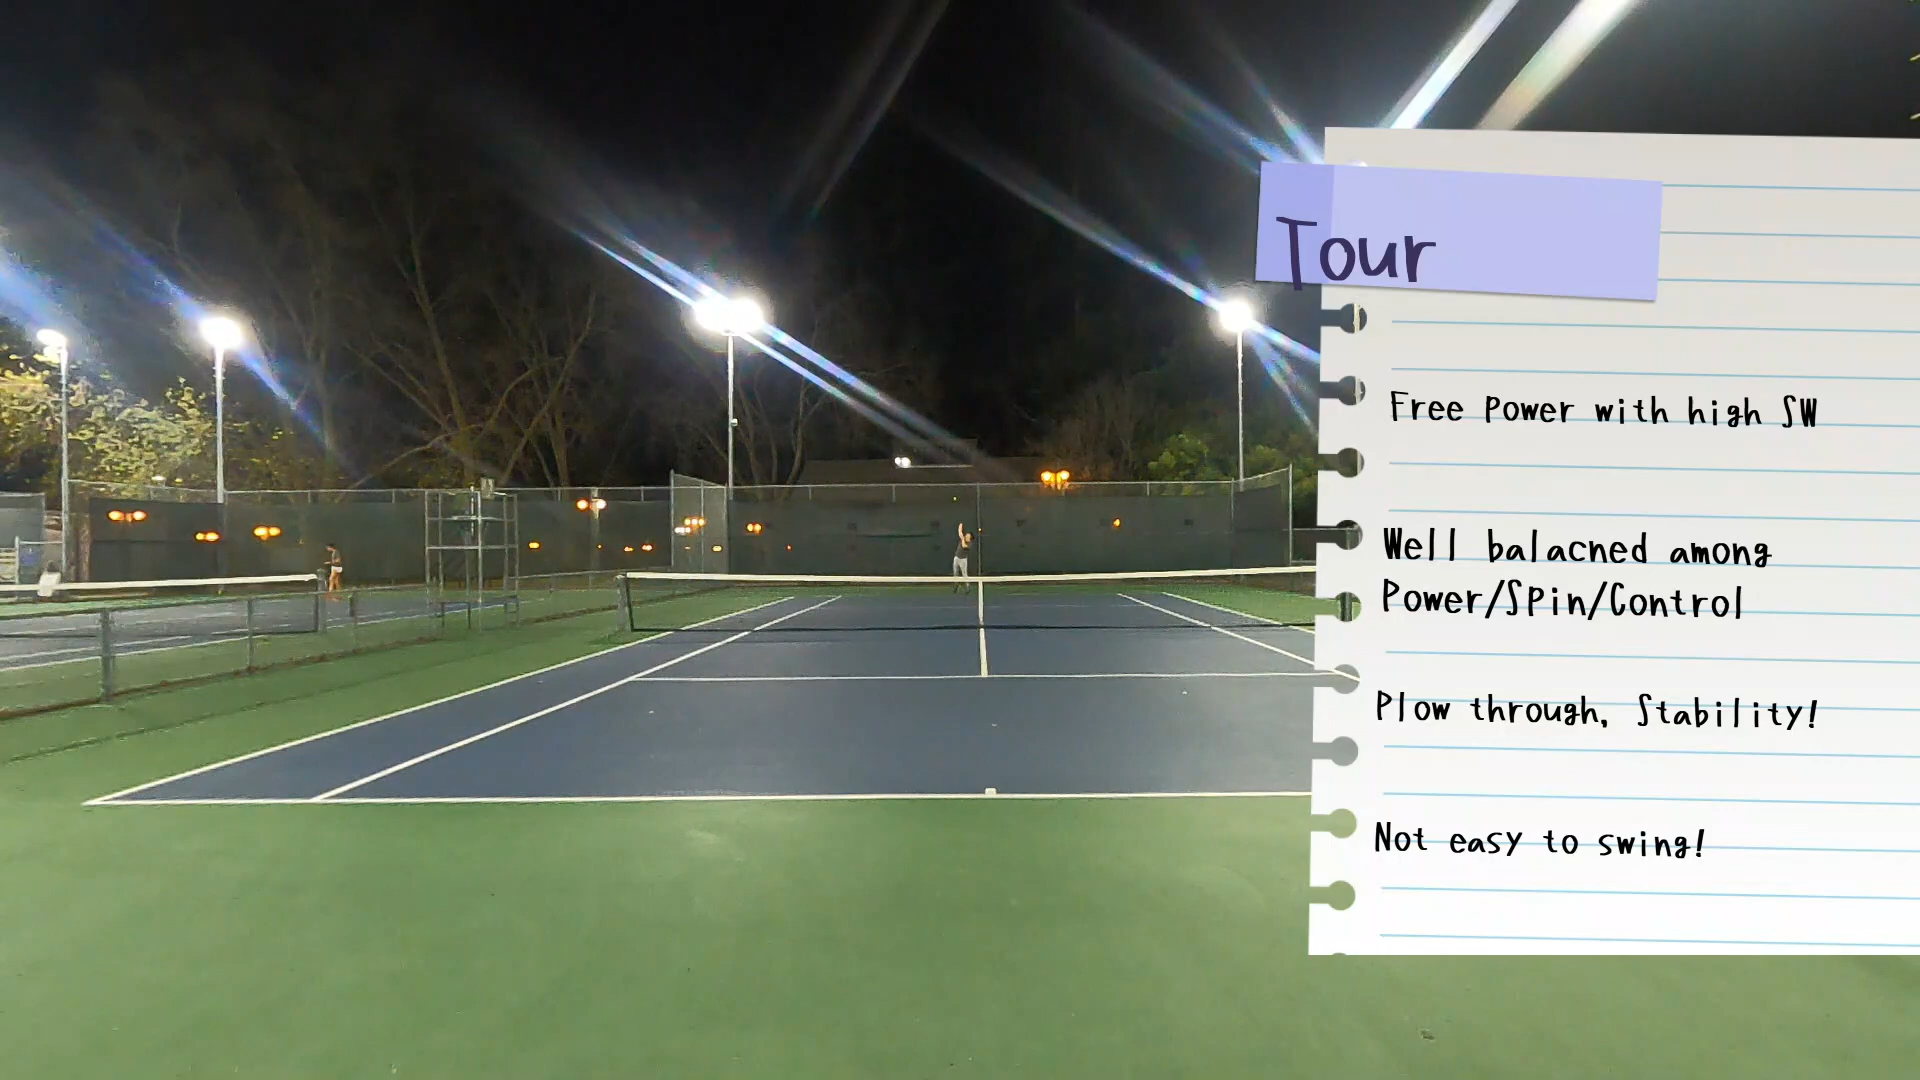 Tour
Free Power with high SW
Well balacned among
Power/Spin/Control
Plow through, Stability!
Not easy to swing!